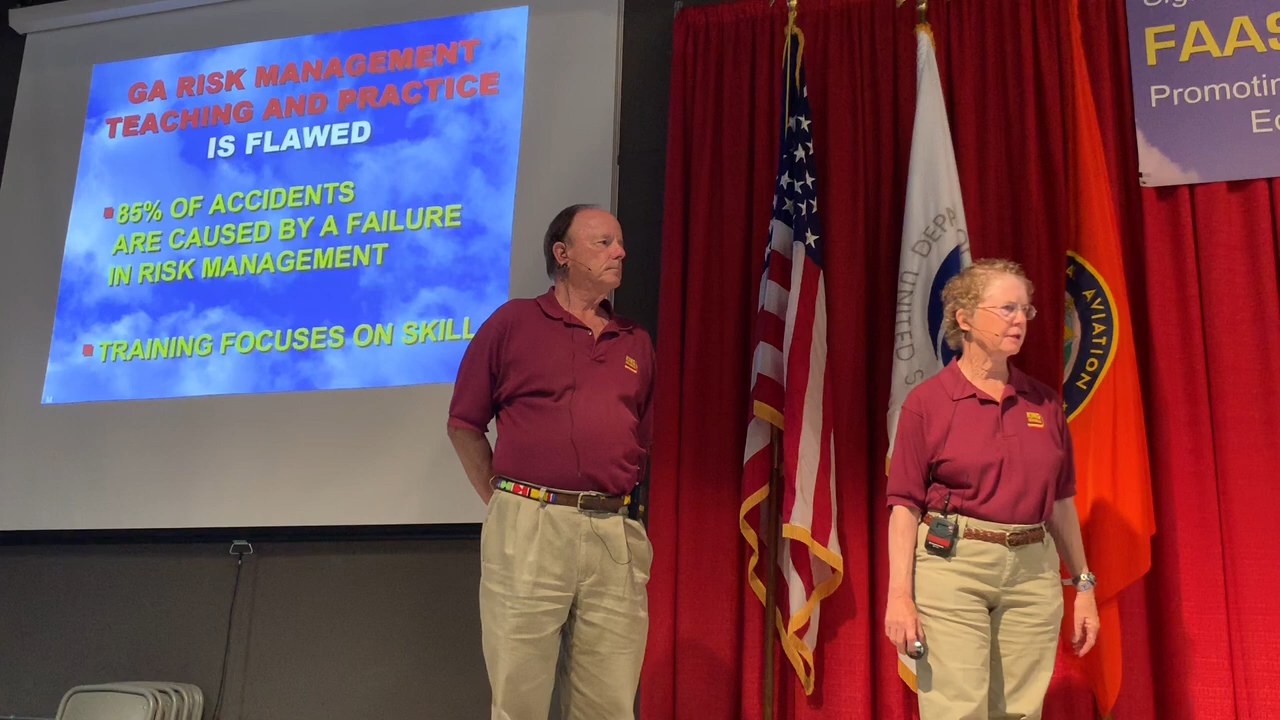 GA RISK MANAGEMENT
TEACHING AND PRACTICE
IS FLAWED
85% OF ACCIDENTS
ARE CAUSED BY A FAILURE
IN RISK MANAGEMENT
TRAINING FOCUSES ON SKILL
FAAS
Promotin
UNITED S
DEPA
AVIATION